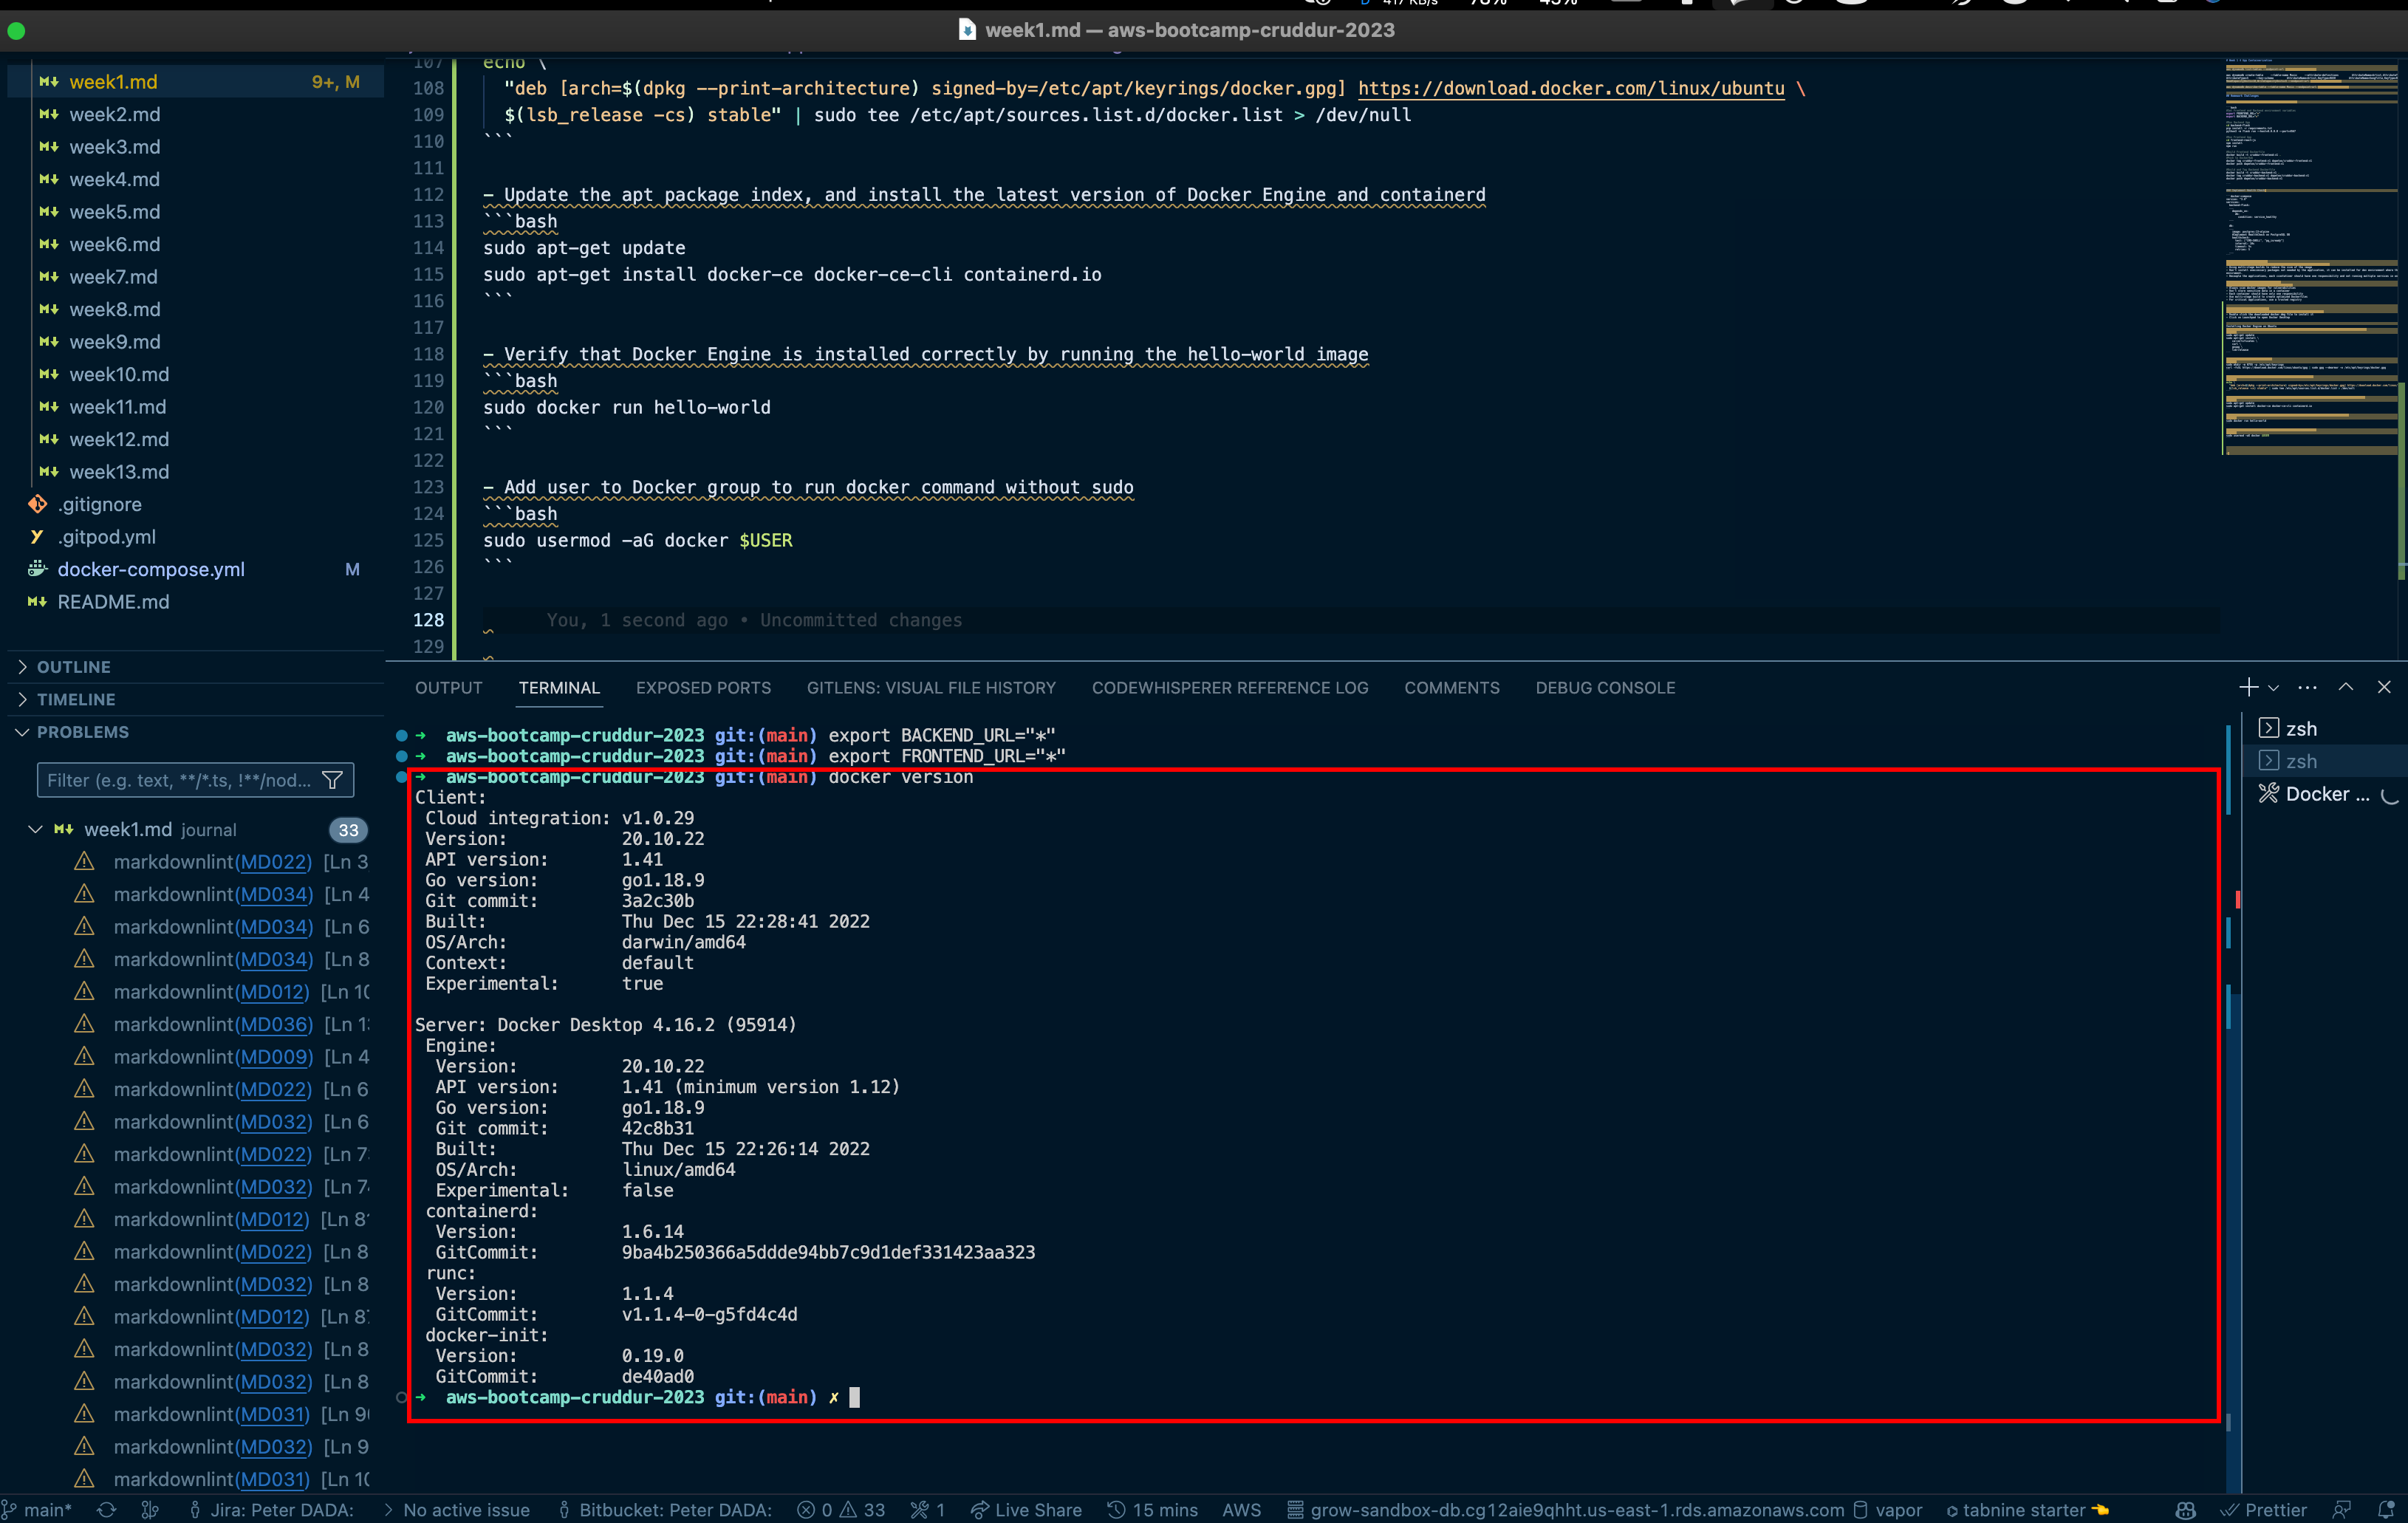 417 KB/s
week1.md — aws-bootcamp-cruddur-2023
week1.md 9+, M
week2.md
week3.md
week4.md
week5.md
week6.md
week7.md
week8.md
week9.md
week10.md
week11.md
week12.md
week13.md
.gitignore
.gitpod.yml
docker-compose.yml M
README.md
OUTLINE
TIMELINE
PROBLEMS
Filter (e.g. text, **/*.ts, !**/nod...
week1.md journal 33
markdownlint(MD022) [Ln 3
markdownlint(MD034) [Ln 4
markdownlint(MD034) [Ln 6
markdownlint(MD034) [Ln 8
markdownlint(MD012) [Ln 10
markdownlint(MD036) [Ln 1
markdownlint(MD009) [Ln 4
markdownlint(MD022) [Ln 6
markdownlint(MD032) [Ln 6
markdownlint(MD022) [Ln 7
markdownlint(MD032) [Ln 7
markdownlint(MD012) [Ln 8
markdownlint(MD022) [Ln 8
markdownlint(MD032) [Ln 8
markdownlint(MD012) [Ln 8
markdownlint(MD032) [Ln 8
markdownlint(MD032) [Ln 8
markdownlint(MD031) [Ln 9
markdownlint(MD032) [Ln 9
markdownlint(MD031) [Ln 10
107 echo \
108 "deb [arch=$(dpkg --print-architecture) signed-by=/etc/apt/keyrings/docker.gpg] https://download.docker.com/linux/ubuntu \
109 $(lsb_release -cs) stable" | sudo tee /etc/apt/sources.list.d/docker.list > /dev/null
110 ```
111
112 - Update the apt package index, and install the latest version of Docker Engine and containerd
113 ```bash
114 sudo apt-get update
115 sudo apt-get install docker-ce docker-ce-cli containerd.io
116 ```
117
118 - Verify that Docker Engine is installed correctly by running the hello-world image
119 ```bash
120 sudo docker run hello-world
121 ```
122
123 - Add user to Docker group to run docker command without sudo
124 ```bash
125 sudo usermod -aG docker $USER
126 ```
127
128 You, 1 second ago • Uncommitted changes
129
OUTPUT TERMINAL EXPOSED PORTS GITLENS: VISUAL FILE HISTORY CODEWHISPERER REFERENCE LOG COMMENTS DEBUG CONSOLE
➜ aws-bootcamp-cruddur-2023 git:(main) export BACKEND_URL="*"
➜ aws-bootcamp-cruddur-2023 git:(main) export FRONTEND_URL="*"
➜ aws-bootcamp-cruddur-2023 git:(main) docker version
Client:
Cloud integration: v1.0.29
Version: 20.10.22
API version: 1.41
Go version: go1.18.9
Git commit: 3a2c30b
Built: Thu Dec 15 22:28:41 2022
OS/Arch: darwin/amd64
Context: default
Experimental: true
Server: Docker Desktop 4.16.2 (95914)
Engine:
Version: 20.10.22
API version: 1.41 (minimum version 1.12)
Go version: go1.18.9
Git commit: 42c8b31
Built: Thu Dec 15 22:26:14 2022
OS/Arch: linux/amd64
Experimental: false
containerd:
Version: 1.6.14
GitCommit: 9ba4b250366a5ddde94bb7c9d1def331423aa323
runc:
Version: 1.1.4
GitCommit: v1.1.4-0-g5fd4c4d
docker-init:
Version: 0.19.0
GitCommit: de40ad0
➜ aws-bootcamp-cruddur-2023 git:(main) ✗
zsh
zsh
Docker ...
main* Jira: Peter DADA: No active issue Bitbucket: Peter DADA: 0 33 1 Live Share 15 mins AWS grow-sandbox-db.cg12aie9qhht.us-east-1.rds.amazonaws.com vapor tabnine starter Prettier